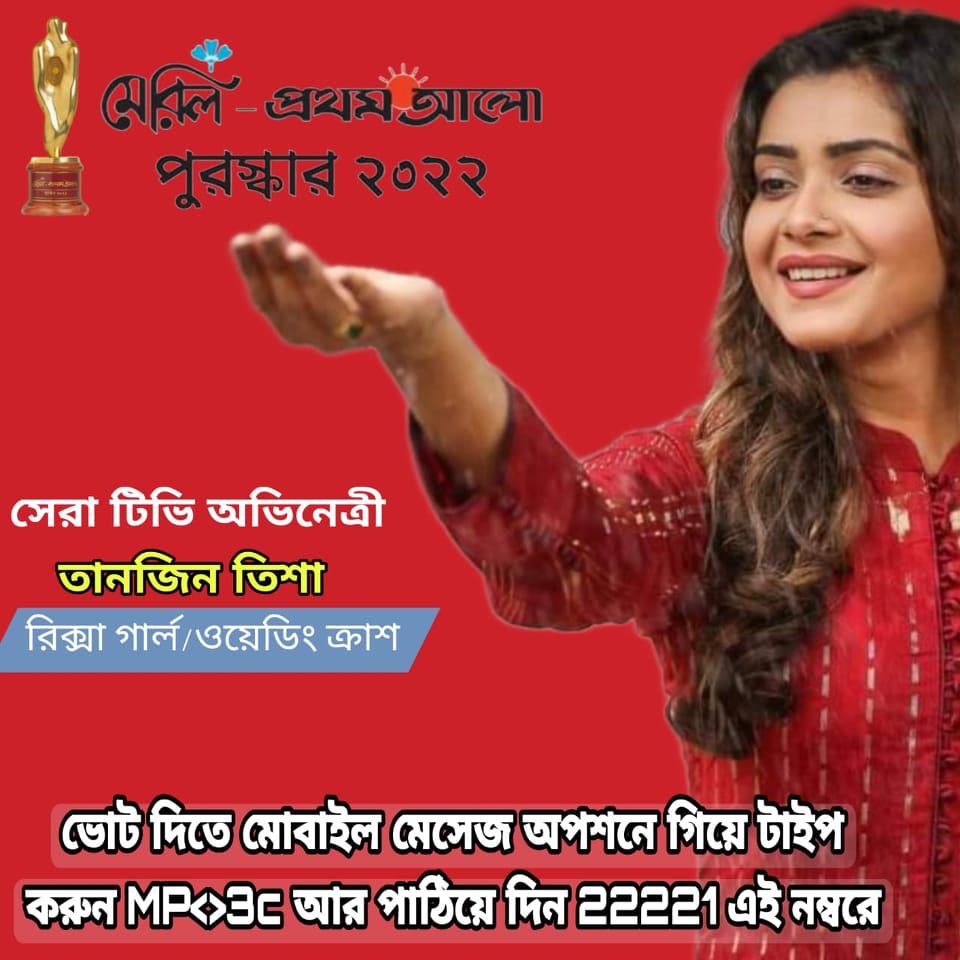 মেরিল - প্রথম আলো
পুরস্কার ২০২২
সেরা টিভি অভিনেত্রী
তানজিন তিশা
রিক্সা গার্ল/ওয়েডিং ক্রাশ
ভোট দিতে মোবাইল মেসেজ অপশনে গিয়ে টাইপ
করুন MP<>3c আর পাঠিয়ে দিন 22221 এই নম্বরে